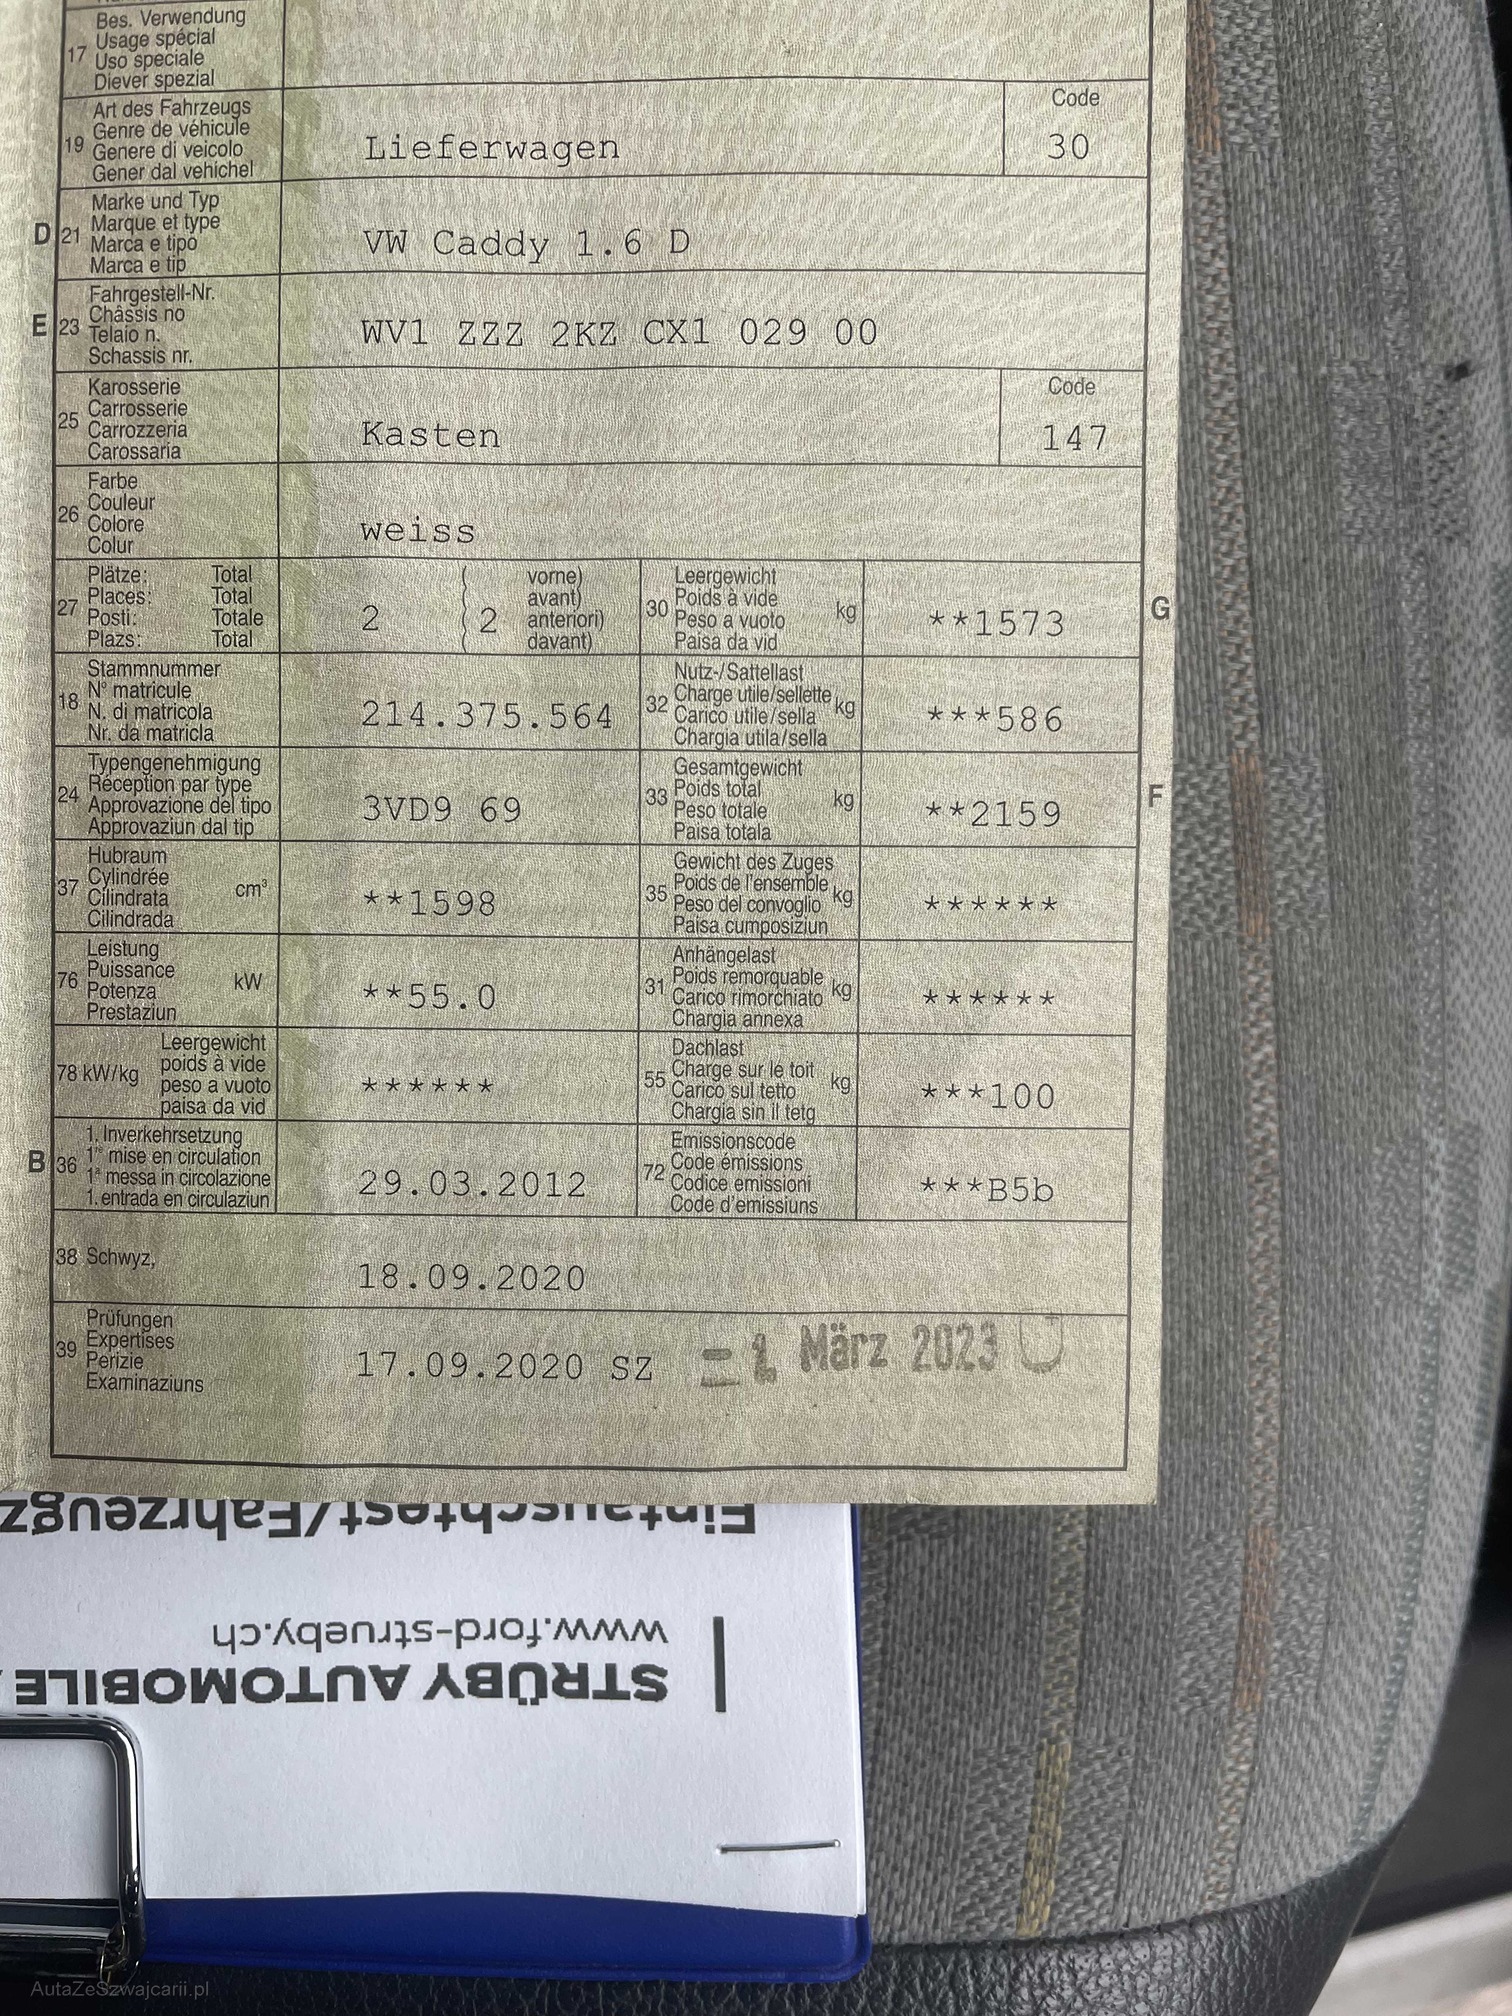 17 Bes. Verwendung
Usage spécial
Uso speciale
Diever spezial
19 Art des Fahrzeugs
Genre de véhicule
Genere di veicolo
Gener dal vehichel
Lieferwagen
Code
30
D 21 Marke und Typ
Marque et type
Marca e tipo
Marca e tip
VW Caddy 1.6 D
E 23 Fahrgestell-Nr.
Châssis no
Telaio n.
Schassis nr.
WV1 ZZZ 2KZ CX1 029 00
25 Karosserie
Carrosserie
Carrozzeria
Carossaria
Kasten
Code
147
26 Farbe
Couleur
Colore
Colur
weiss
27 Plätze: Total
Places: Total
Posti: Totale
Plazs: Total
2 ( 2 vorne)
avant)
anteriori)
davant)
30 Leergewicht
Poids à vide
Peso a vuoto
Paisa da vid
kg
**1573
G
18 Stammnummer
N° matricule
N. di matricola
Nr. da matricla
214.375.564
32 Nutz-/Sattellast
Charge utile/sellette
Carico utile/sella
Chargia utila/sella
kg
***586
24 Typengenehmigung
Réception par type
Approvazione del tipo
Approvaziun dal tip
3VD9 69
33 Gesamtgewicht
Poids total
Peso totale
Paisa totala
kg
**2159
F
37 Hubraum
Cylindrée
Cilindrata
Cilindrada
cm³
**1598
35 Gewicht des Zuges
Poids de l'ensemble
Peso del convoglio
Paisa cumposiziun
kg
******
76 Leistung
Puissance
Potenza
Prestaziun
kW
**55.0
31 Anhängelast
Poids remorquable
Carico rimorchiato
Chargia annexa
kg
******
78 kW/kg Leergewicht
poids à vide
peso a vuoto
paisa da vid
******
55 Dachlast
Charge sur le toit
Carico sul tetto
Chargia sin il tetg
kg
***100
B 36 1. Inverkehrsetzung
1re mise en circulation
1a messa in circolazione
1. entrada en circulaziun
29.03.2012
72 Emissionscode
Code émissions
Codice emissioni
Code d'emissiuns
***B5b
38 Schwyz,
18.09.2020
39 Prüfungen
Expertises
Perizie
Examinaziuns
17.09.2020 SZ
– 1. März 2023 U
Eintauschtest/Fahrzeugz
www.ford-strueby.ch
STRÜBY AUTOMOBILE
AutaZeSzwajcarii.pl